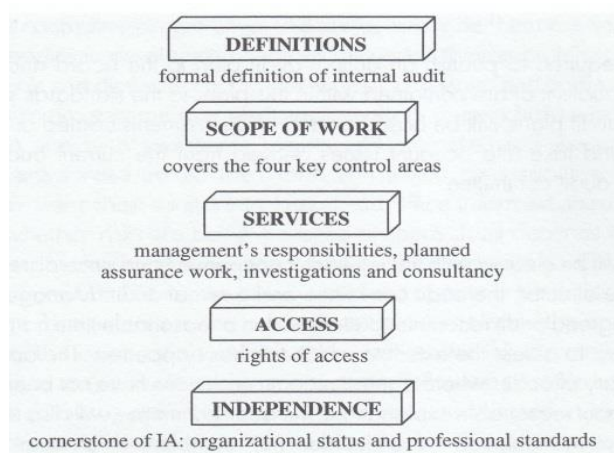 DEFINITIONS
formal definition of internal audit
SCOPE OF WORK
covers the four key control areas
SERVICES
management's responsibilities, planned
assurance work, investigations and consultancy
ACCESS
rights of access
INDEPENDENCE
cornerstone of IA: organizational status and professional standards